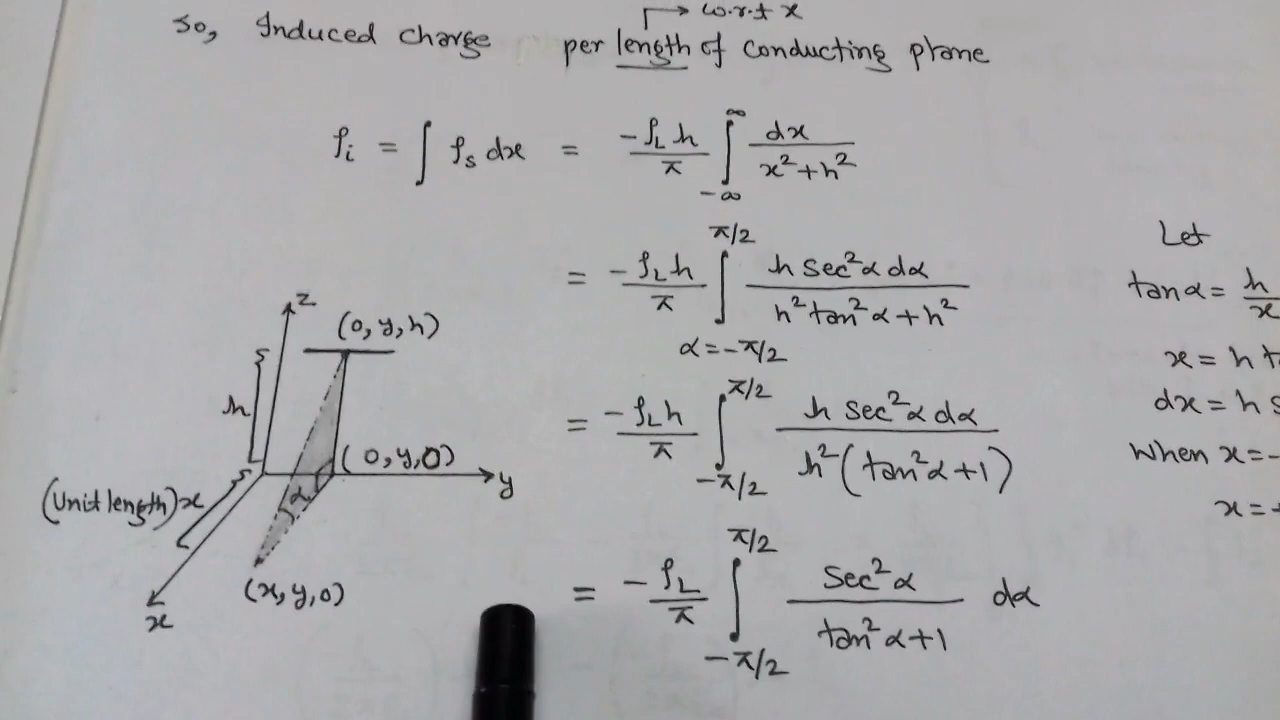 so, Induced charge per length of conducting plane
w.r.t x
ρi = ∫ ρs dx = -ρL h/π ∫_{-∞}^{∞} dx/(x²+h²)
= -ρL h/π ∫_{α=-π/2}^{π/2} h sec²α dα/(h² tan²α+h²)
= -ρL h/π ∫_{-π/2}^{π/2} h sec²α dα/(h²(tan²α+1))
= -ρL/π ∫_{-π/2}^{π/2} sec²α/(tan²α+1) dα
Let
tanα = h/x
x = h t
dx = h s
When x = -
x = +
z
(0, y, h)
h
(0, y, 0)
y
α
(Unit length) x
(x, y, 0)
x